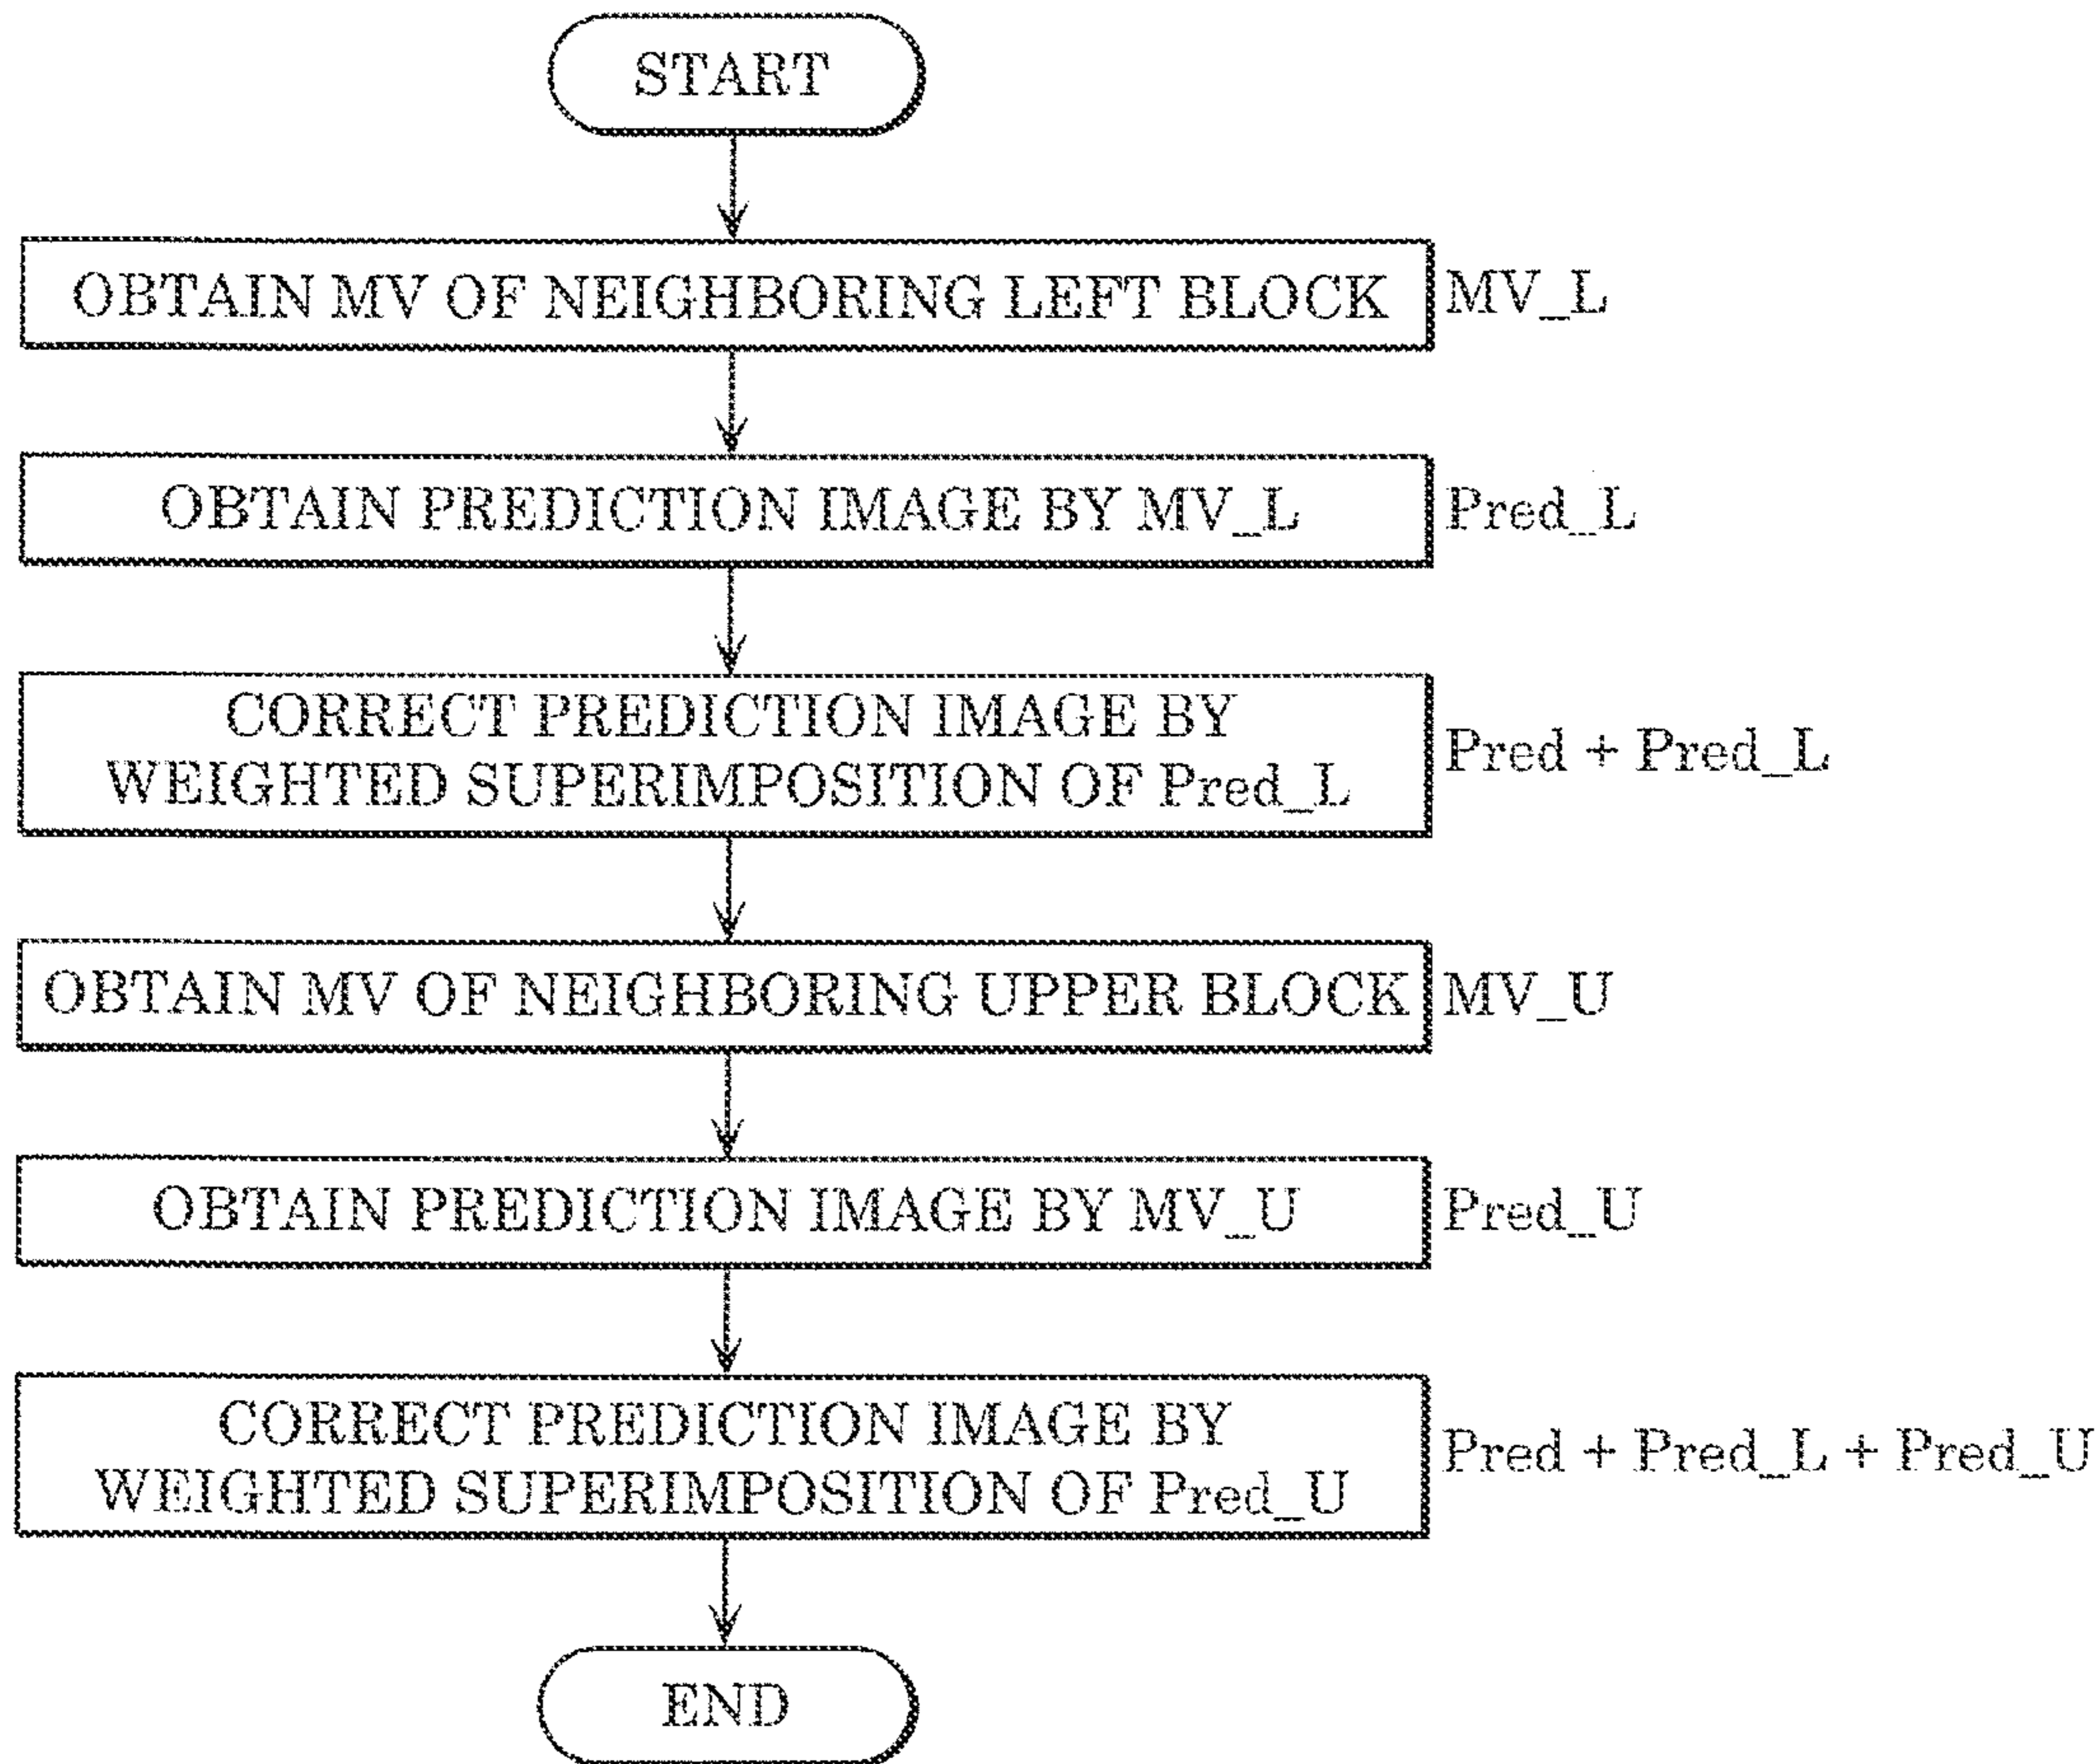 START
OBTAIN MV OF NEIGHBORING LEFT BLOCK
MV_L
OBTAIN PREDICTION IMAGE BY MV_L
Pred_L
CORRECT PREDICTION IMAGE BY
WEIGHTED SUPERIMPOSITION OF Pred_L
Pred + Pred_L
OBTAIN MV OF NEIGHBORING UPPER BLOCK
MV_U
OBTAIN PREDICTION IMAGE BY MV_U
Pred_U
CORRECT PREDICTION IMAGE BY
WEIGHTED SUPERIMPOSITION OF Pred_U
Pred + Pred_L + Pred_U
END